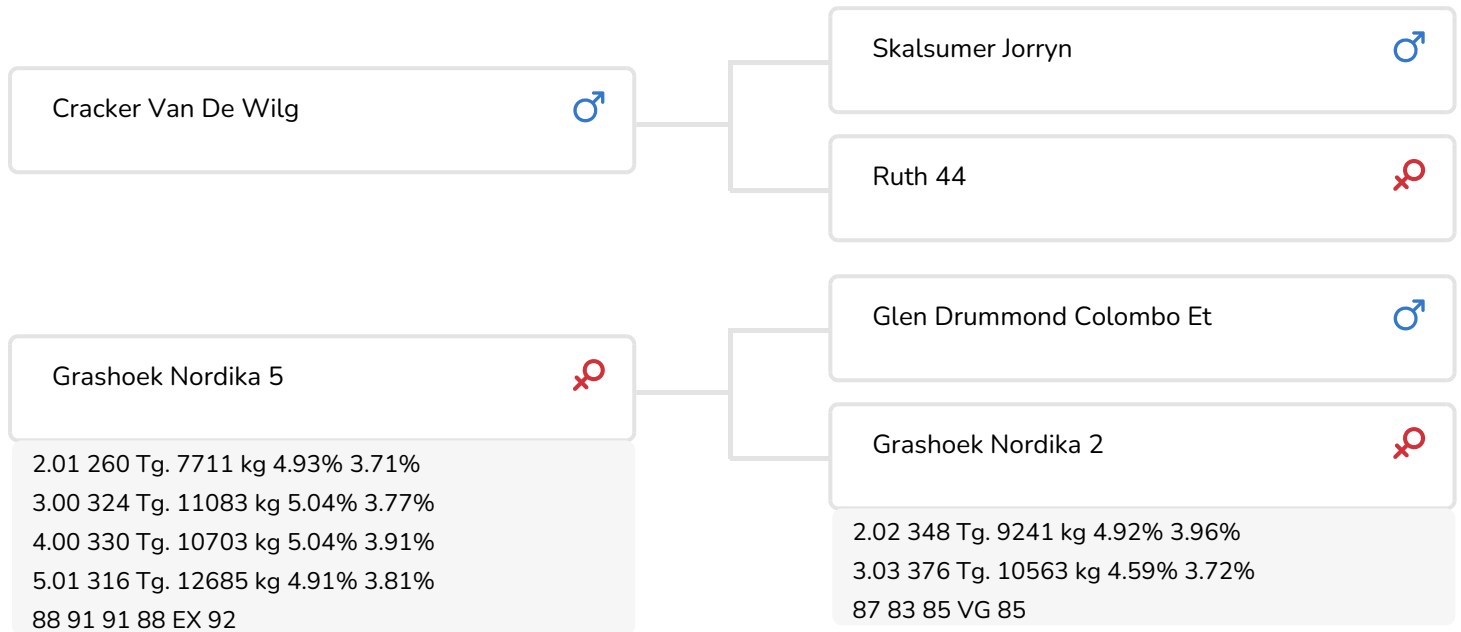 Cracker Van De Wilg
Skalsumer Jorryn
Ruth 44
Grashoek Nordika 5
2.01 260 Tg. 7711 kg 4.93% 3.71%
3.00 324 Tg. 11083 kg 5.04% 3.77%
4.00 330 Tg. 10703 kg 5.04% 3.91%
5.01 316 Tg. 12685 kg 4.91% 3.81%
88 91 91 88 EX 92
Glen Drummond Colombo Et
Grashoek Nordika 2
2.02 348 Tg. 9241 kg 4.92% 3.96%
3.03 376 Tg. 10563 kg 4.59% 3.72%
87 83 85 VG 85